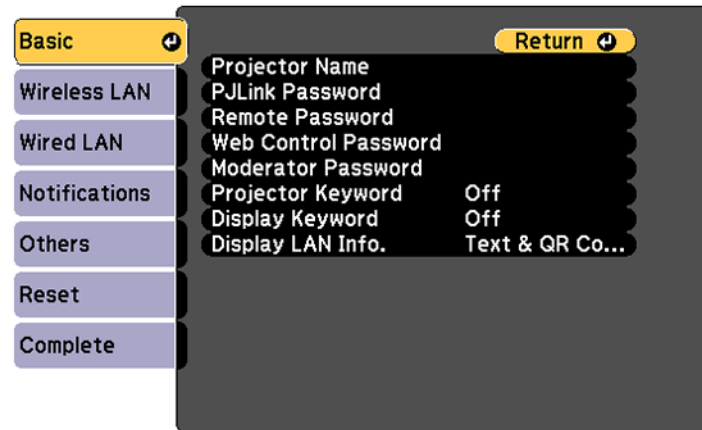 Basic
Wireless LAN
Wired LAN
Notifications
Others
Reset
Complete
Return
Projector Name
PJLink Password
Remote Password
Web Control Password
Moderator Password
Projector Keyword Off
Display Keyword Off
Display LAN Info. Text & QR Co...